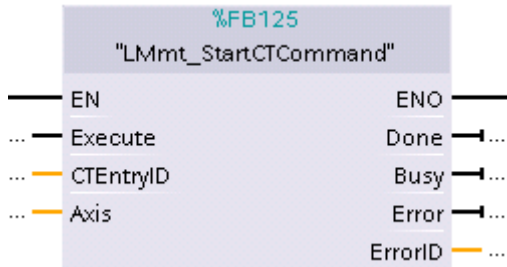 %FB125
"LMmt_StartCTCommand"
EN ENO
... Execute Done ...
... CTEntryID Busy ...
... Axis Error ...
ErrorID ...